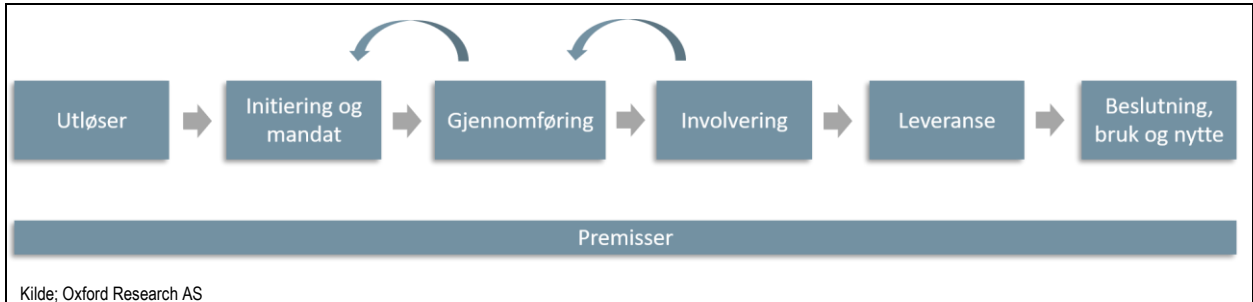 Utløser
Initiering og
mandat
Gjennomføring
Involvering
Leveranse
Beslutning,
bruk og nytte
Premisser
Kilde; Oxford Research AS